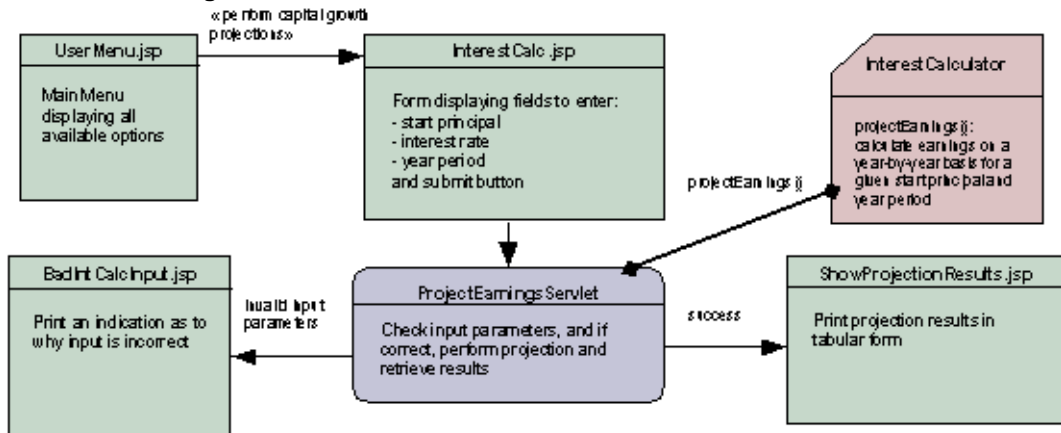 «perform capital growth
projections»
UserMenu.jsp
Main Menu
displaying all
available options
InterestCalc.jsp
Form displaying fields to enter:
- start principal
- interest rate
- year period
and submit button
InterestCalculator
projectEarnings():
calculate earnings on a
year-by-year basis for a
given start principal and
year period
projectEarnings()
BadIntCalcInput.jsp
Print an indication as to
why input is incorrect
invalid input
parameters
ProjectEarningsServlet
Check input parameters, and if
correct, perform projection and
retrieve results
success
ShowProjectionResults.jsp
Print projection results in
tabular form